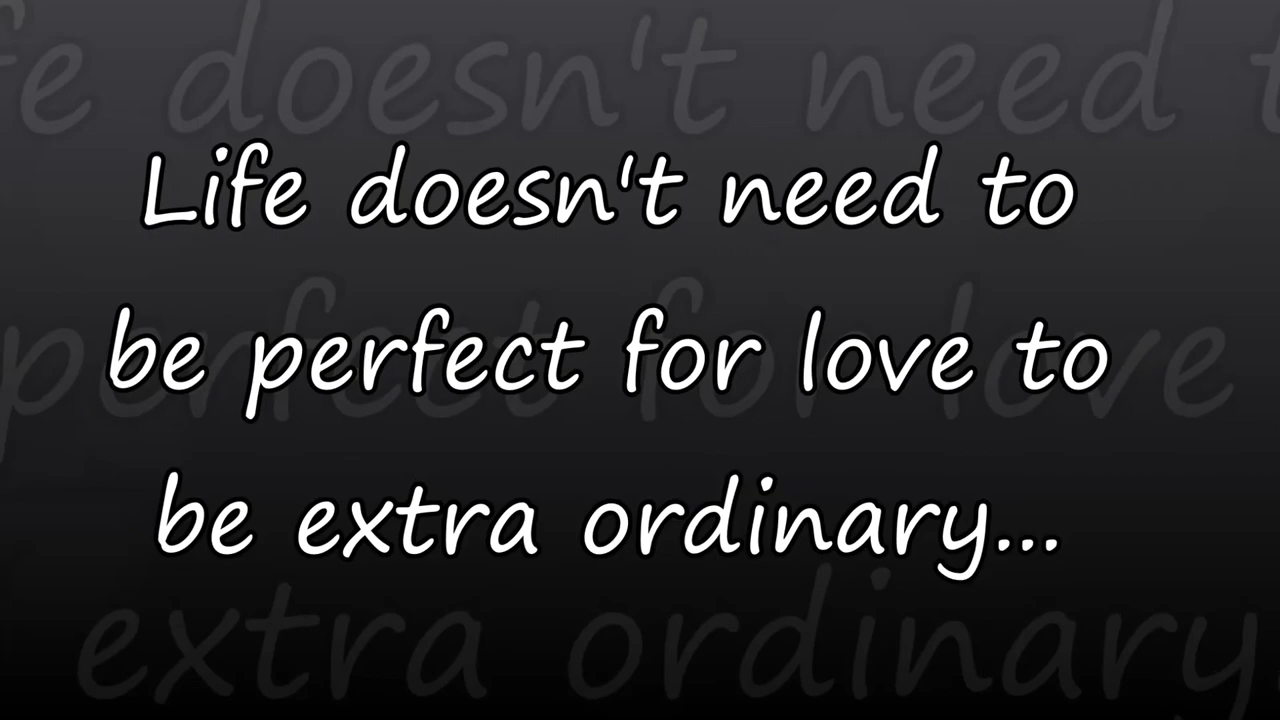 Life doesn't need to
be perfect for love to
be extra ordinary...